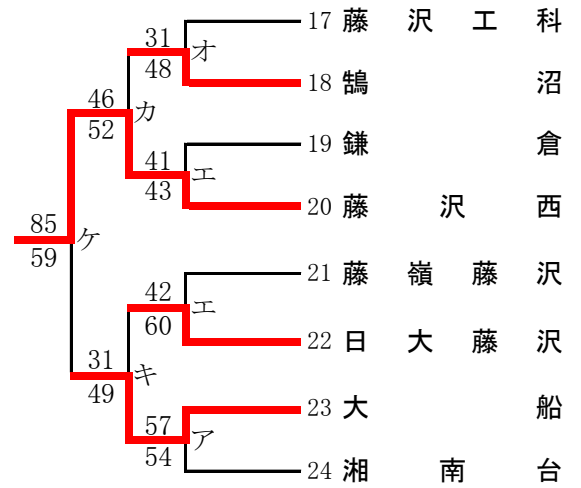 17 藤沢工科
31
オ
48
18 鵠沼
46
カ
52
19 鎌倉
41
エ
43
20 藤沢西
85
ケ
59
21 藤嶺藤沢
42
エ
60
22 日大藤沢
31
キ
49
23 大船
57
ア
54
24 湘南台